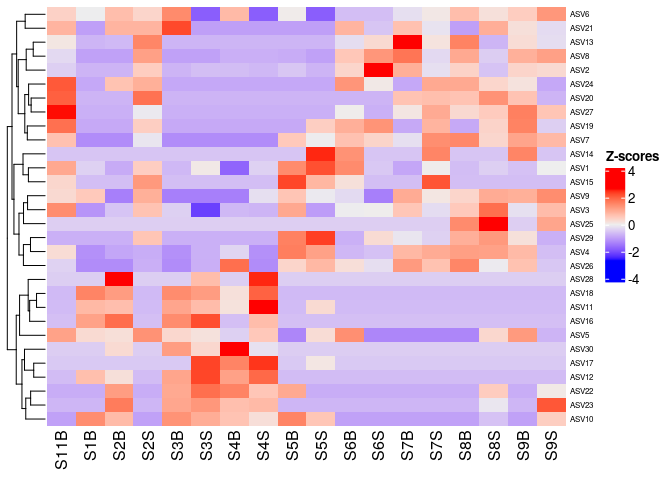 ASV6
ASV21
ASV13
ASV8
ASV2
ASV24
ASV20
ASV27
ASV19
ASV7
ASV14
ASV1
ASV15
ASV9
ASV3
ASV25
ASV29
ASV4
ASV26
ASV28
ASV18
ASV11
ASV16
ASV5
ASV30
ASV17
ASV12
ASV22
ASV23
ASV10
Z-scores
4
2
0
-2
-4
S11B S1B S2B S2S S3B S3S S4B S4S S5B S5S S6B S6S S7B S7S S8B S8S S9B S9S